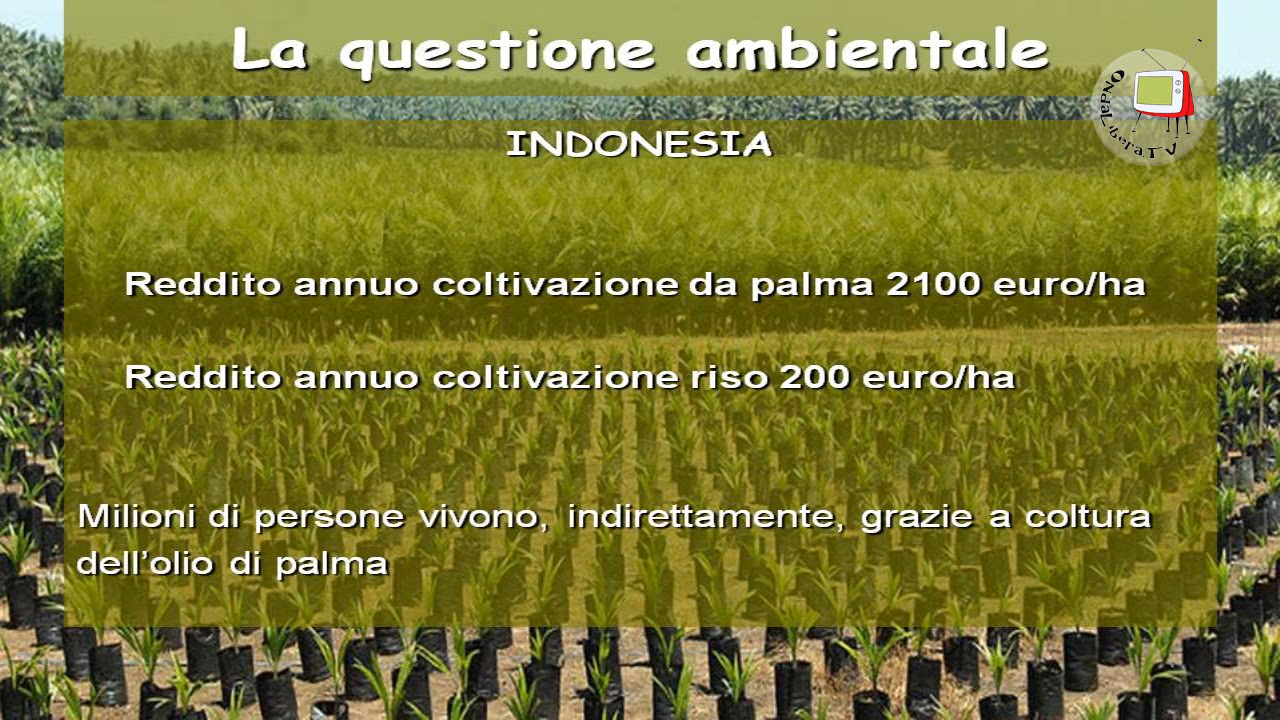 La questione ambientale
OndaLiberaTV
INDONESIA
Reddito annuo coltivazione da palma 2100 euro/ha
Reddito annuo coltivazione riso 200 euro/ha
Milioni di persone vivono, indirettamente, grazie a coltura
dell’olio di palma